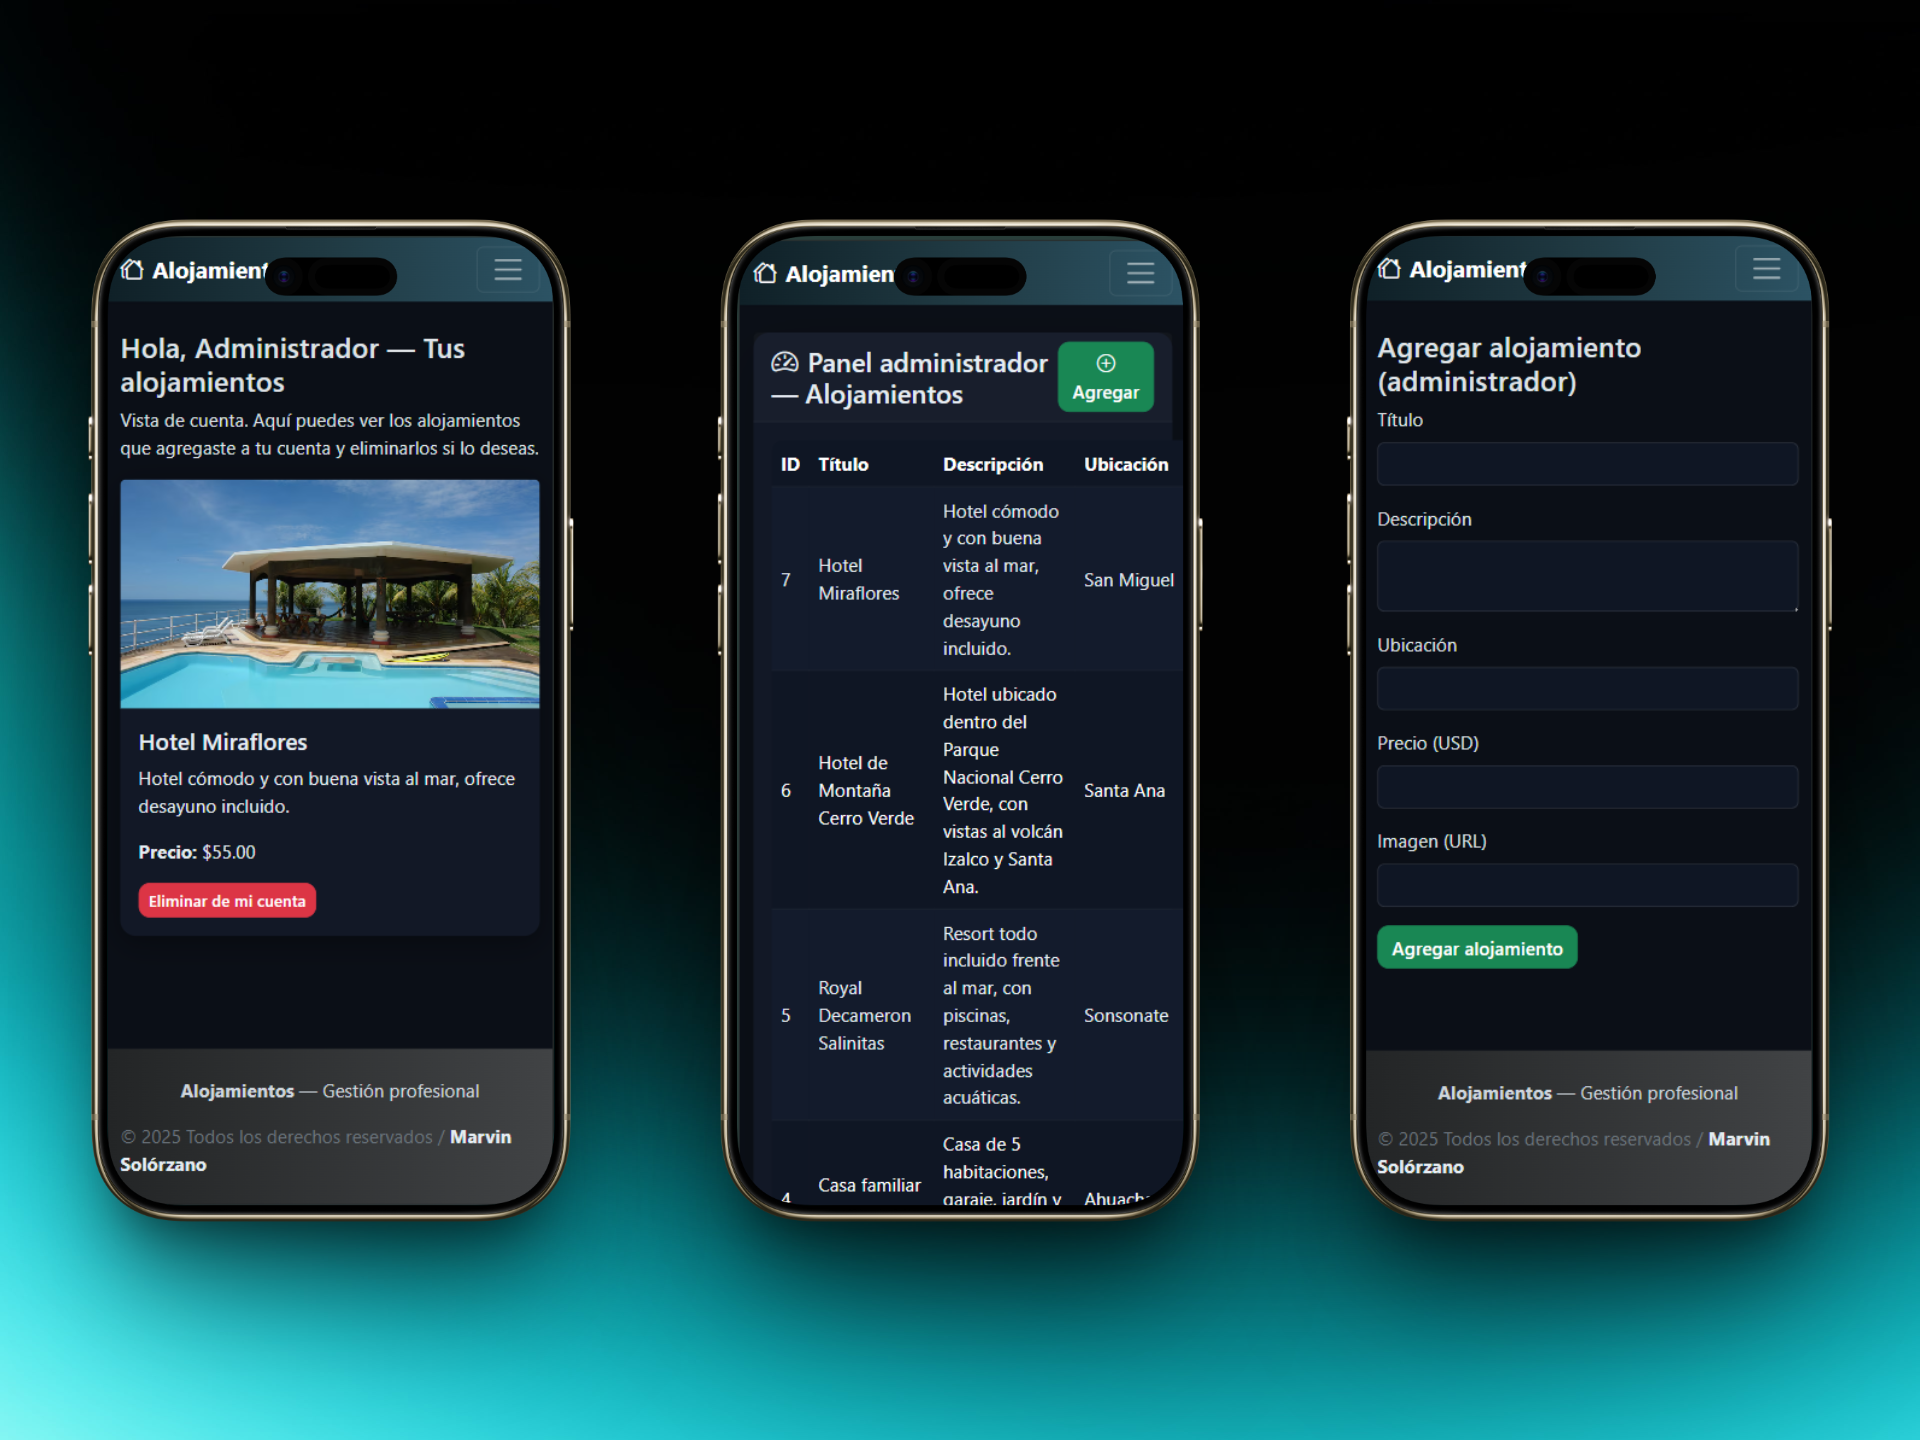 Alojamient
Hola, Administrador — Tus
alojamientos
Vista de cuenta. Aquí puedes ver los alojamientos
que agregaste a tu cuenta y eliminarlos si lo deseas.
Hotel Miraflores
Hotel cómodo y con buena vista al mar, ofrece
desayuno incluido.
Precio: $55.00
Eliminar de mi cuenta
Alojamientos — Gestión profesional
© 2025 Todos los derechos reservados / Marvin
Solórzano
Alojamien
Panel administrador
— Alojamientos
Agregar
ID Título Descripción Ubicación
7
Hotel
Miraflores
Hotel cómodo
y con buena
vista al mar,
ofrece
desayuno
incluido.
San Miguel
6
Hotel de
Montaña
Cerro Verde
Hotel ubicado
dentro del
Parque
Nacional Cerro
Verde, con
vistas al volcán
Izalco y Santa
Ana.
Santa Ana
5
Royal
Decameron
Salinitas
Resort todo
incluido frente
al mar, con
piscinas,
restaurantes y
actividades
acuáticas.
Sonsonate
4
Casa familiar
Casa de 5
habitaciones,
garaje, jardín y
Alojamient
Agregar alojamiento
(administrador)
Título
Descripción
Ubicación
Precio (USD)
Imagen (URL)
Agregar alojamiento
Alojamientos — Gestión profesional
© 2025 Todos los derechos reservados / Marvin
Solórzano